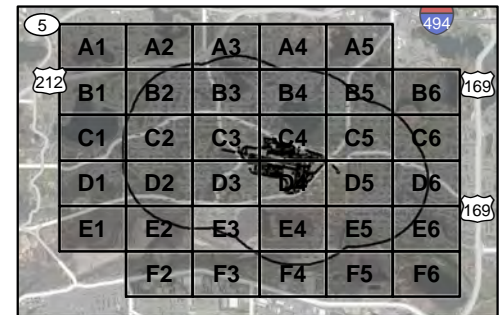 5
494
A1 A2 A3 A4 A5
212
B1 B2 B3 B4 B5 B6
169
C1 C2 C3 C4 C5 C6
D1 D2 D3 D4 D5 D6
169
E1 E2 E3 E4 E5 E6
F2 F3 F4 F5 F6